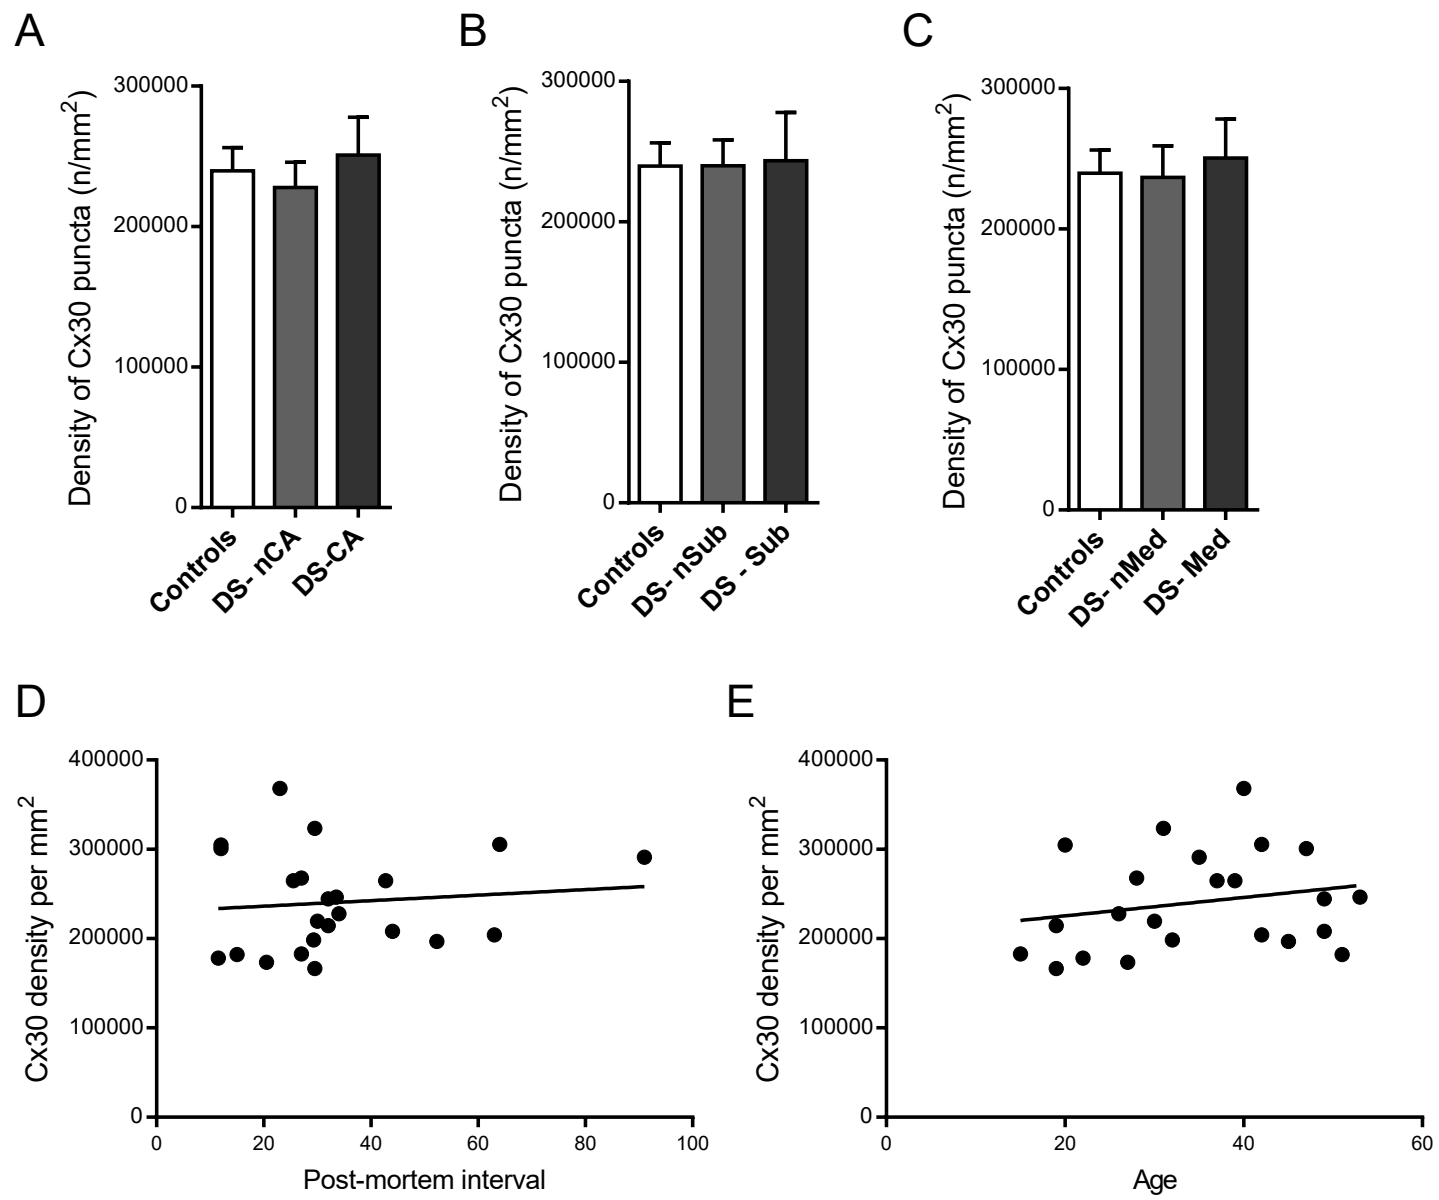 A
Density of Cx30 puncta (n/mm2)
300000
200000
100000
0
Controls
DS- nCA
DS-CA
B
Density of Cx30 puncta (n/mm2)
300000
200000
100000
0
Controls
DS- nSub
DS - Sub
C
Density of Cx30 puncta (n/mm2)
300000
200000
100000
0
Controls
DS- nMed
DS- Med
D
Cx30 density per mm2
400000
300000
200000
100000
0
0 20 40 60 80 100
Post-mortem interval
E
Cx30 density per mm2
400000
300000
200000
100000
0
0 20 40 60
Age